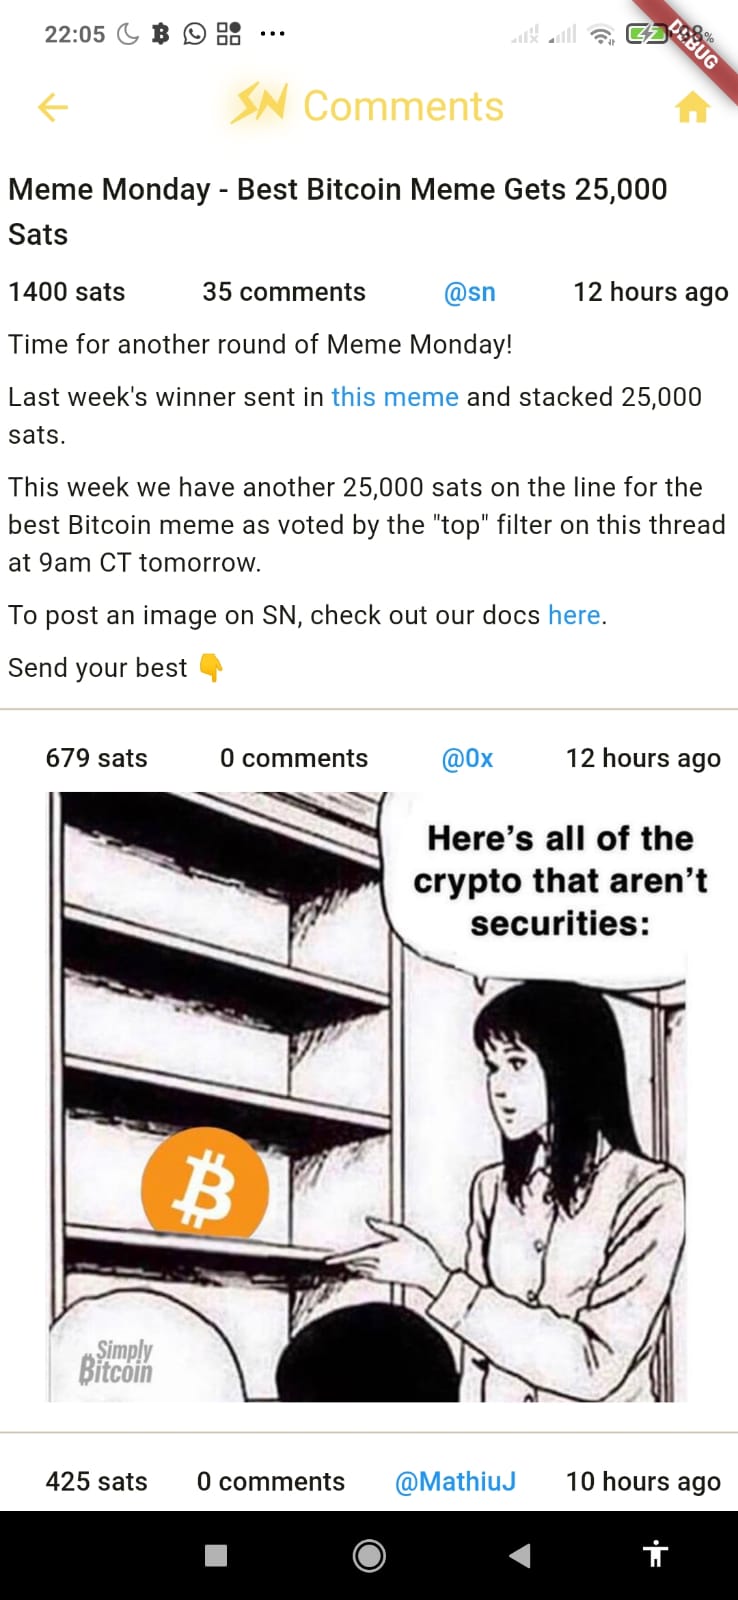 22:05
98%
DEBUG
SN Comments
Meme Monday - Best Bitcoin Meme Gets 25,000
Sats
1400 sats 35 comments @sn 12 hours ago
Time for another round of Meme Monday!
Last week's winner sent in this meme and stacked 25,000
sats.
This week we have another 25,000 sats on the line for the
best Bitcoin meme as voted by the "top" filter on this thread
at 9am CT tomorrow.
To post an image on SN, check out our docs here.
Send your best 👇
679 sats 0 comments @0x 12 hours ago
Here's all of the
crypto that aren't
securities:
Simply
Bitcoin
425 sats 0 comments @MathiuJ 10 hours ago